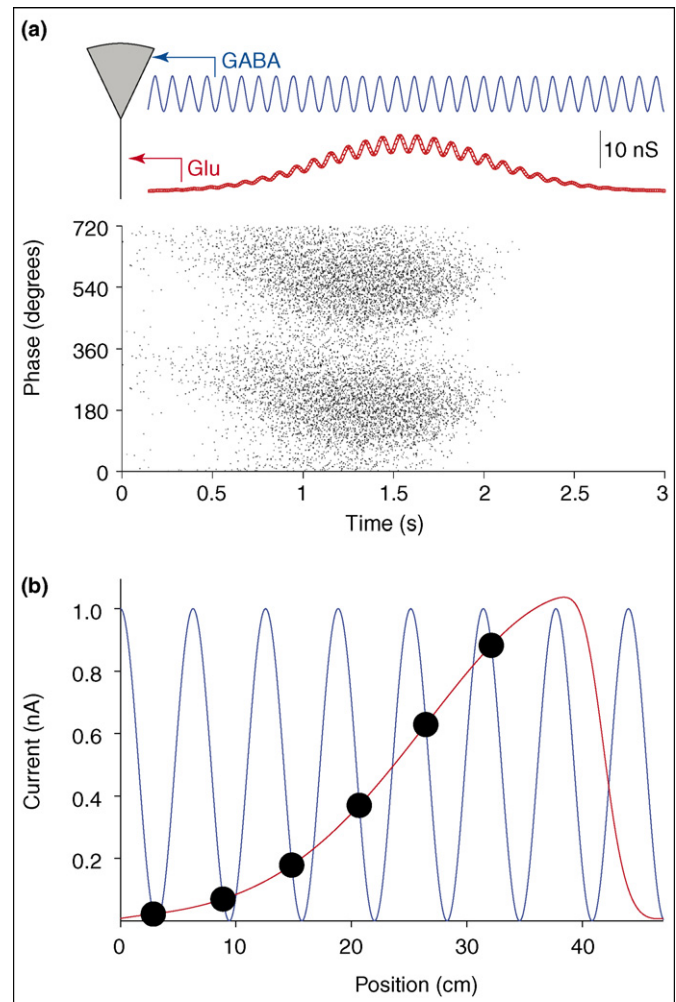 (a)
GABA
Glu
10 nS
Phase (degrees)
720
540
360
180
0
0 0.5 1 1.5 2 2.5 3
Time (s)
(b)
Current (nA)
1.0
0.8
0.6
0.4
0.2
0 10 20 30 40
Position (cm)